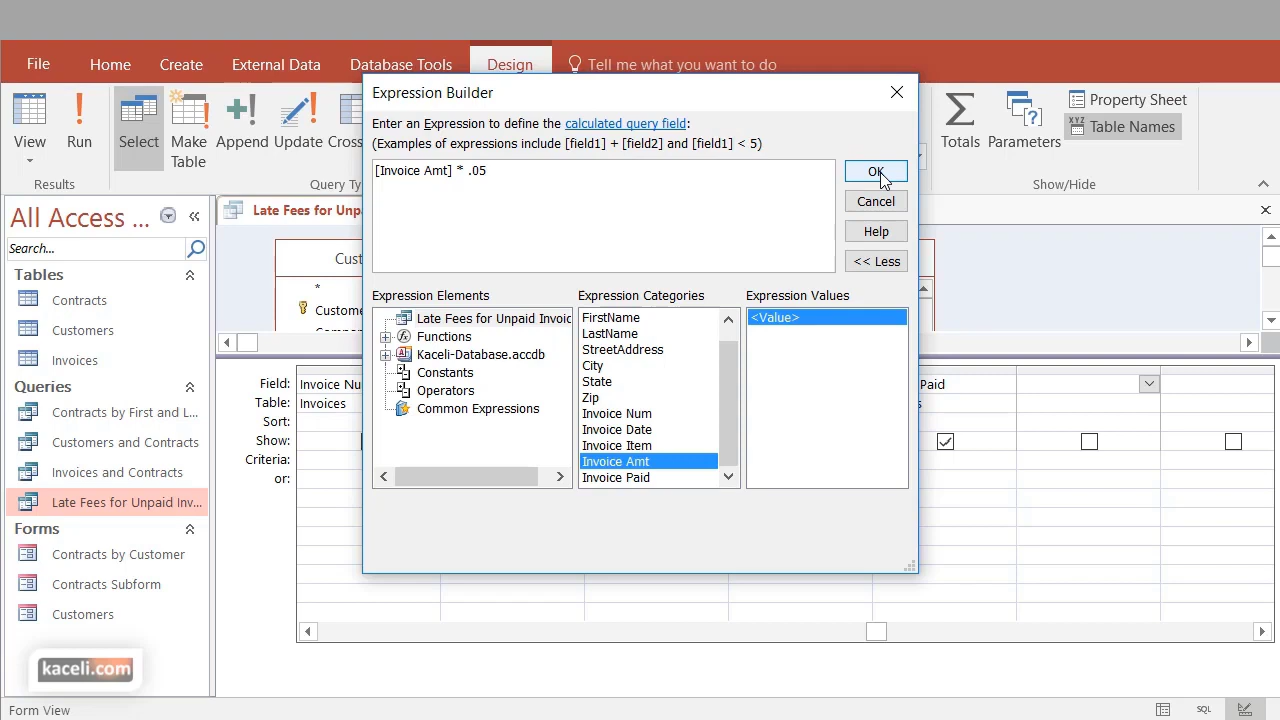 File
Home
Create
External Data
Database Tools
Design
Tell me what you want to do
View
Run
Select
Make Table
Append
Update
Cross
Results
Query Ty
Totals
Parameters
Property Sheet
Table Names
Show/Hide
Expression Builder
Enter an Expression to define the calculated query field:
(Examples of expressions include [field1] + [field2] and [field1] < 5)
[Invoice Amt] * .05
OK
Cancel
Help
<< Less
Expression Elements
Late Fees for Unpaid Invoic
Functions
Kaceli-Database.accdb
Constants
Operators
Common Expressions
Expression Categories
FirstName
LastName
StreetAddress
City
State
Zip
Invoice Num
Invoice Date
Invoice Item
Invoice Amt
Invoice Paid
Expression Values
<Value>
All Access ...
Search...
Tables
Contracts
Customers
Invoices
Queries
Contracts by First and L...
Customers and Contracts
Invoices and Contracts
Late Fees for Unpaid Inv...
Forms
Contracts by Customer
Contracts Subform
Customers
Late Fees for Unpa
Cust
*
Custome
Field: Invoice Nu Paid
Table: Invoices s
Sort:
Show:
Criteria:
or:
kaceli.com
Form View
SQL